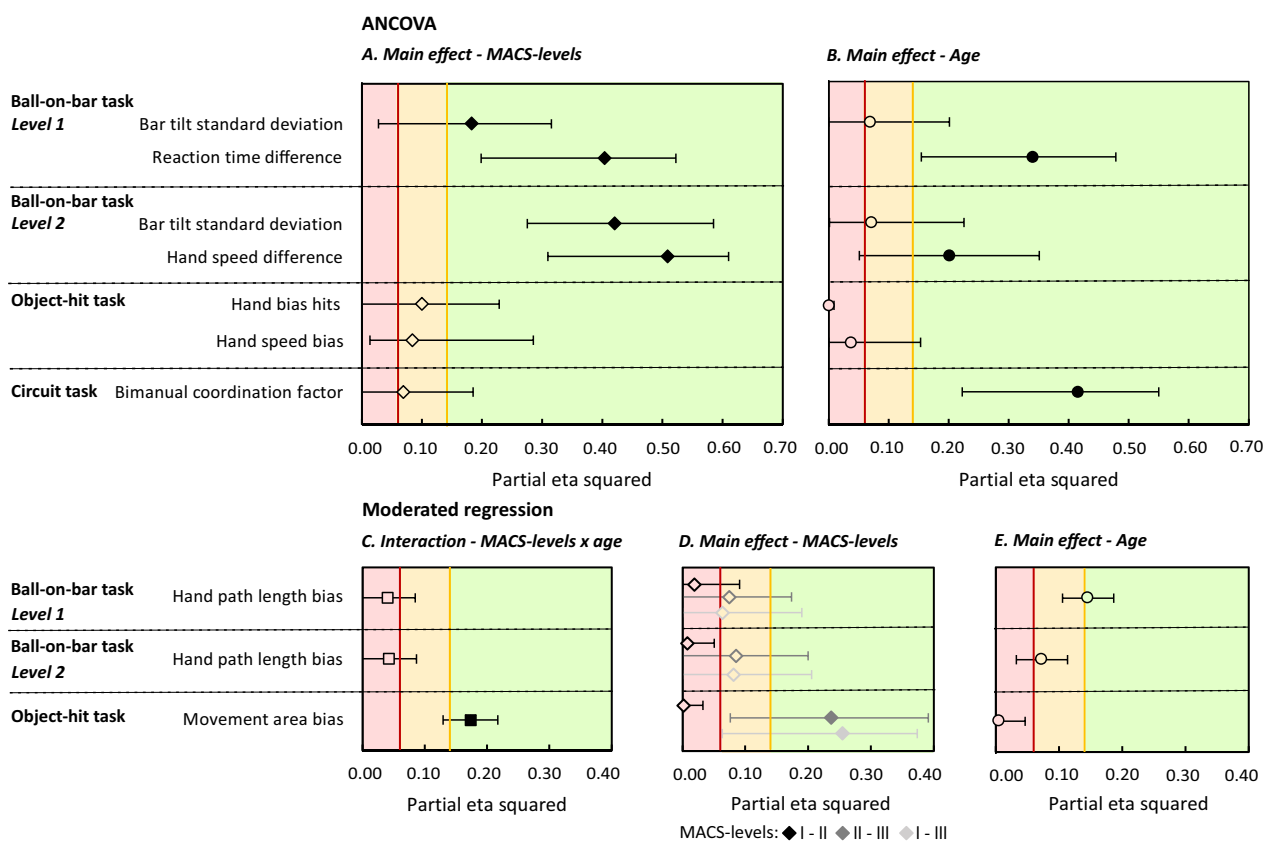 ANCOVA
A. Main effect - MACS-levels
B. Main effect - Age
Ball-on-bar task
Level 1
Bar tilt standard deviation
Reaction time difference
Ball-on-bar task
Level 2
Bar tilt standard deviation
Hand speed difference
Object-hit task
Hand bias hits
Hand speed bias
Circuit task
Bimanual coordination factor
0.00 0.10 0.20 0.30 0.40 0.50 0.60 0.70
0.00 0.10 0.20 0.30 0.40 0.50 0.60 0.70
Partial eta squared
Partial eta squared
Moderated regression
C. Interaction - MACS-levels x age
D. Main effect - MACS-levels
E. Main effect - Age
Ball-on-bar task
Level 1
Hand path length bias
Ball-on-bar task
Level 2
Hand path length bias
Object-hit task
Movement area bias
0.00 0.10 0.20 0.30 0.40
0.00 0.10 0.20 0.30 0.40
0.00 0.10 0.20 0.30 0.40
Partial eta squared
Partial eta squared
Partial eta squared
MACS-levels: I - II II - III I - III